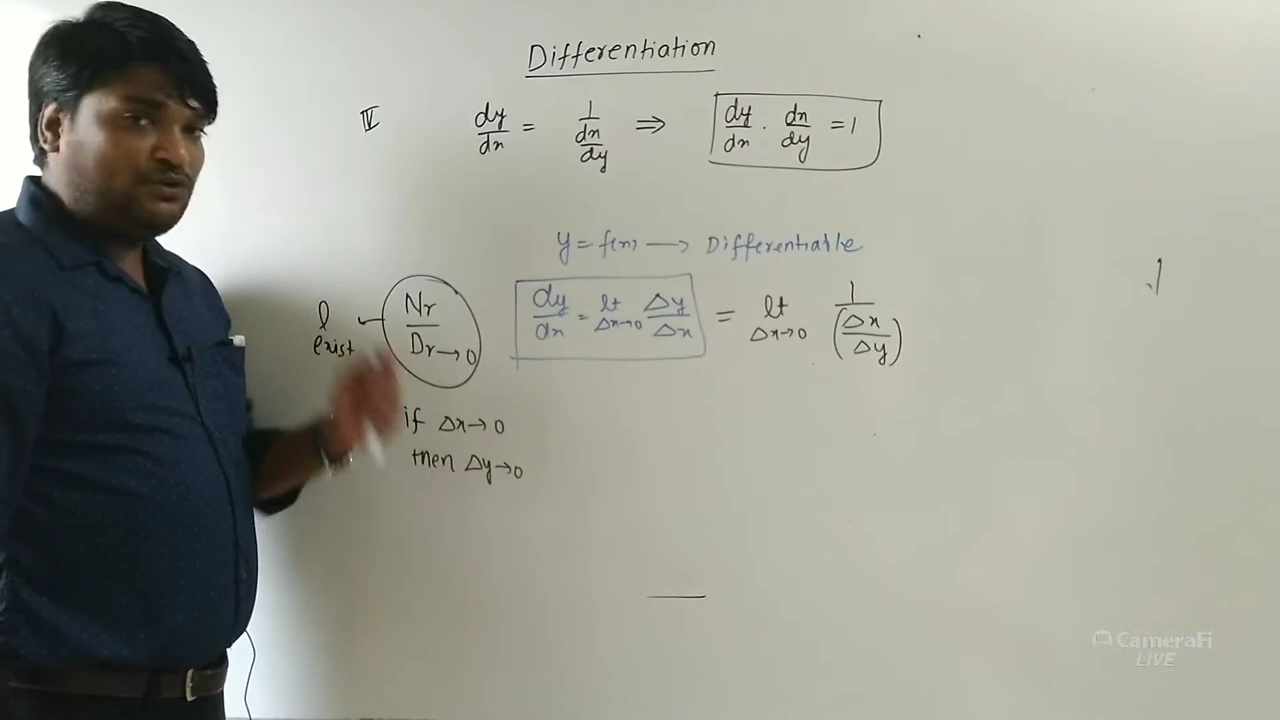 Differentiation
IV dy/dx = 1/(dx/dy) ⇒ dy/dx · dx/dy = 1
y = f(x) → Differentiable
l exist ← Nr/Dr→0
dy/dx = lt Δx→0 Δy/Δx = lt Δx→0 1/(Δx/Δy)
if Δx→0
then Δy→0
CameraFi
LIVE